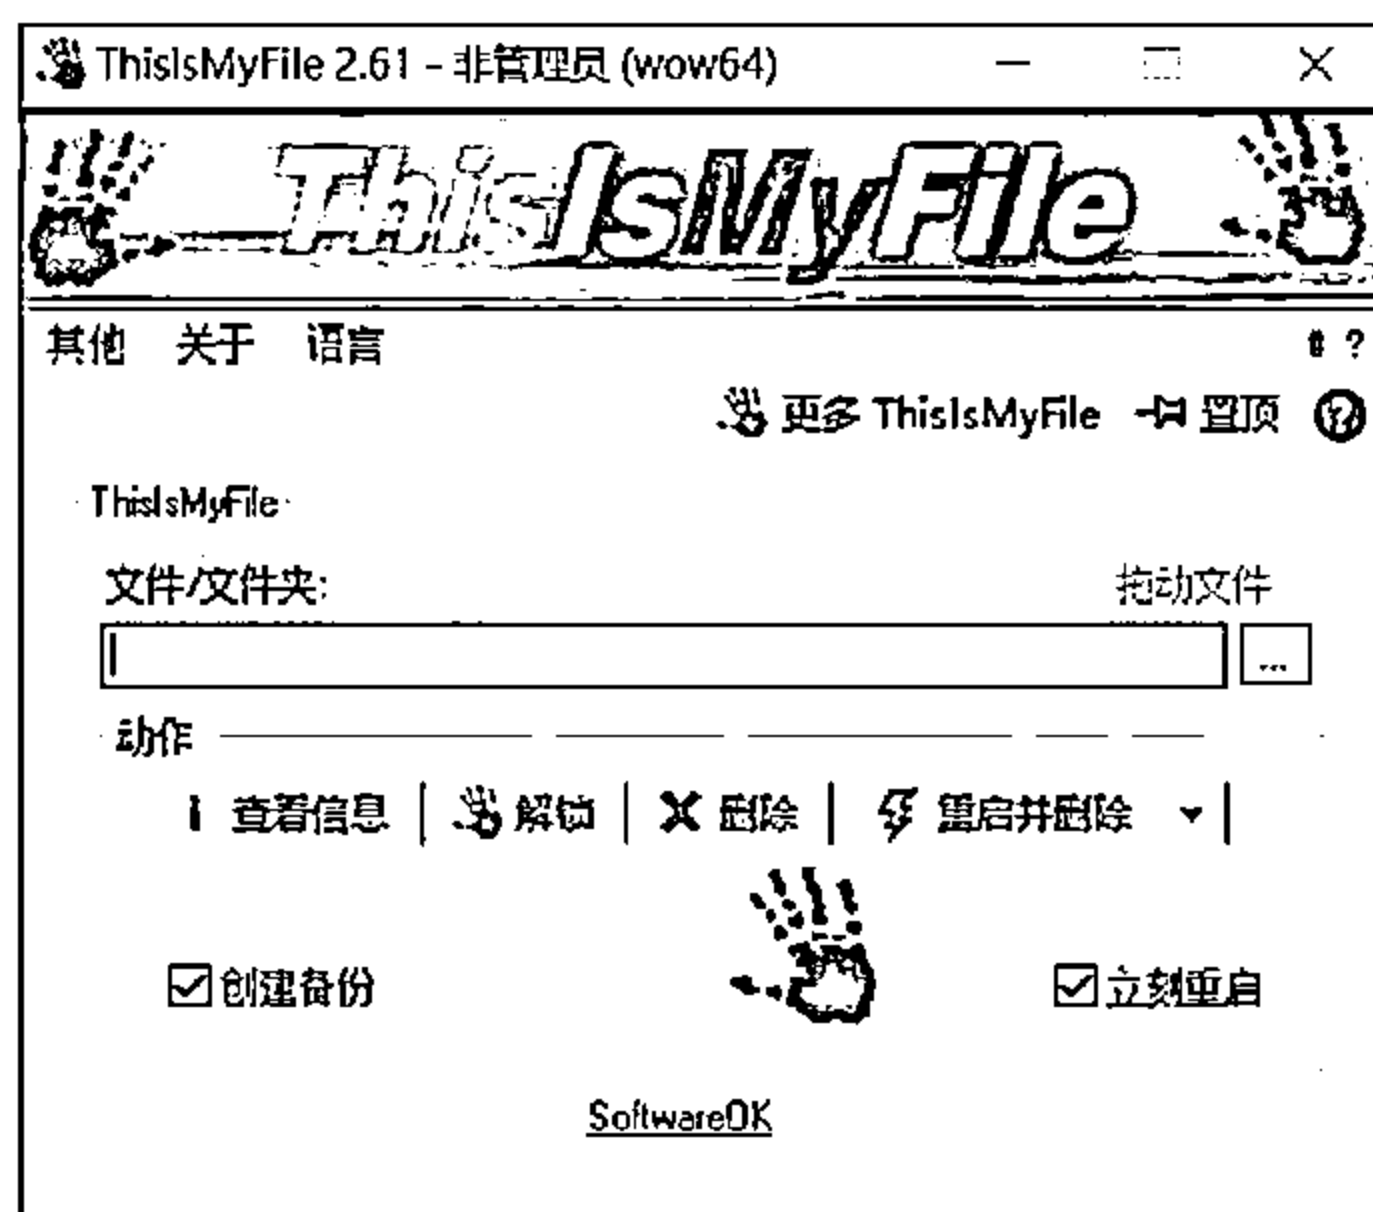 ThisIsMyFile 2.61 - 非管理员 (wow64)
ThisIsMyFile
其他 关于 语言 # ?
更多 ThisIsMyFile 置顶
ThisIsMyFile
文件/文件夹: 拖动文件
...
动作
查看信息 解锁 删除 重启并删除
创建备份 立刻重启
SoftwareOK